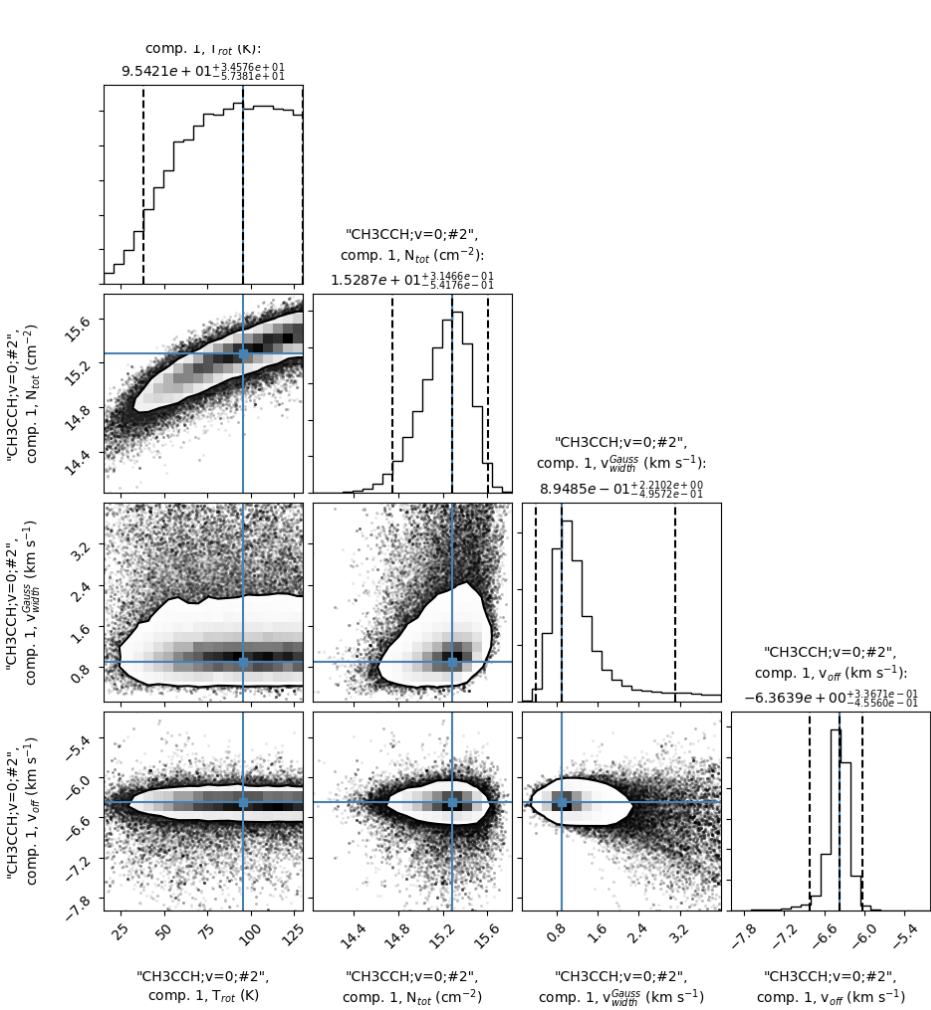 comp. 1, T_rot (K):
9.5421e + 01 +3.4576e+01 −5.7381e+01
"CH3CCH;v=0;#2",
comp. 1, N_tot (cm⁻²):
1.5287e + 01 +3.1466e−01 −5.4176e−01
"CH3CCH;v=0;#2",
comp. 1, N_tot (cm⁻²)
15.6
15.2
14.8
14.4
"CH3CCH;v=0;#2",
comp. 1, v_width^Gauss (km s⁻¹):
8.9485e − 01 +2.2102e+00 −4.9572e−01
"CH3CCH;v=0;#2",
comp. 1, v_width^Gauss (km s⁻¹)
3.2
2.4
1.6
0.8
"CH3CCH;v=0;#2",
comp. 1, v_off (km s⁻¹):
−6.3639e + 00 +3.3671e−01 −4.5560e−01
"CH3CCH;v=0;#2",
comp. 1, v_off (km s⁻¹)
−5.4
−6.0
−6.6
−7.2
−7.8
25 50 75 100 125
14.4 14.8 15.2 15.6
0.8 1.6 2.4 3.2
−7.8 −7.2 −6.6 −6.0 −5.4
"CH3CCH;v=0;#2",
comp. 1, T_rot (K)
"CH3CCH;v=0;#2",
comp. 1, N_tot (cm⁻²)
"CH3CCH;v=0;#2",
comp. 1, v_width^Gauss (km s⁻¹)
"CH3CCH;v=0;#2",
comp. 1, v_off (km s⁻¹)